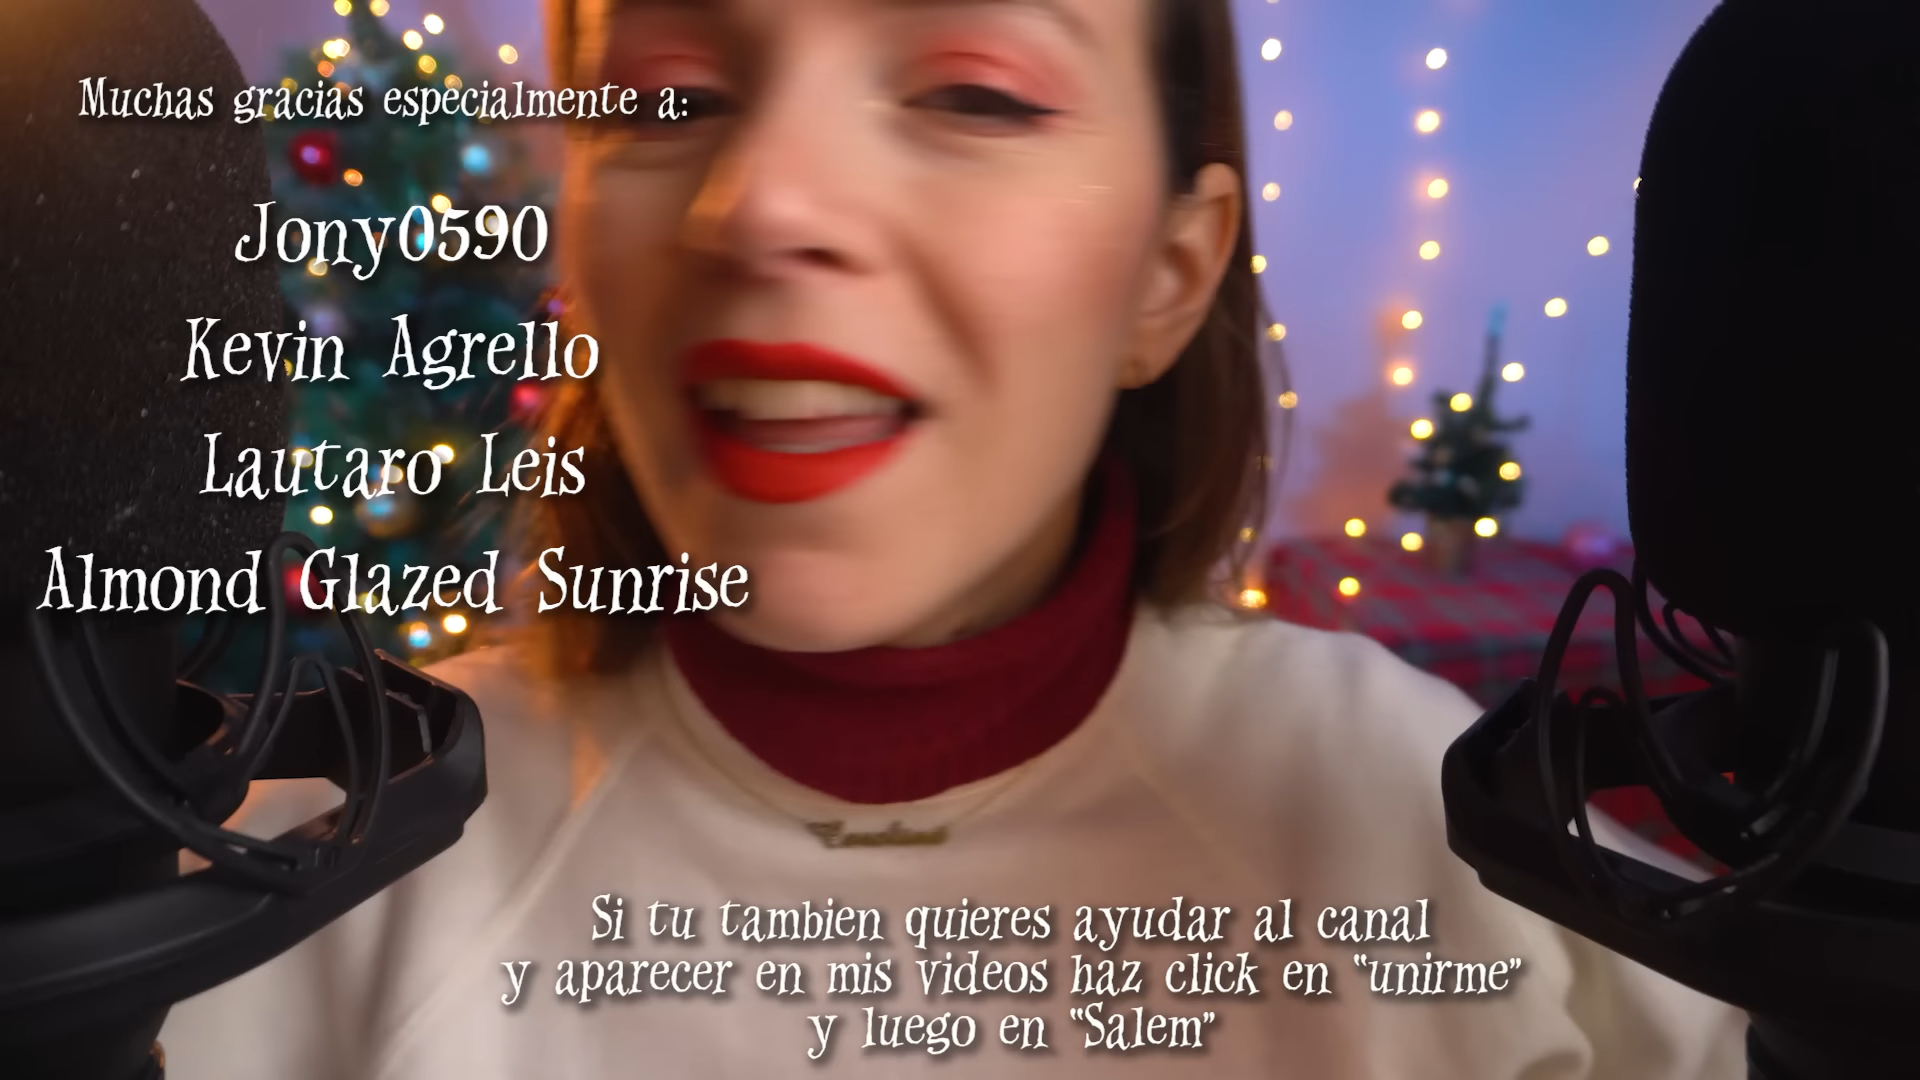 Muchas gracias especialmente a:
Jony0590
Kevin Agrello
Lautaro Leis
Almond Glazed Sunrise
Si tu tambien quieres ayudar al canal
y aparecer en mis videos haz click en "unirme"
y luego en "Salem"